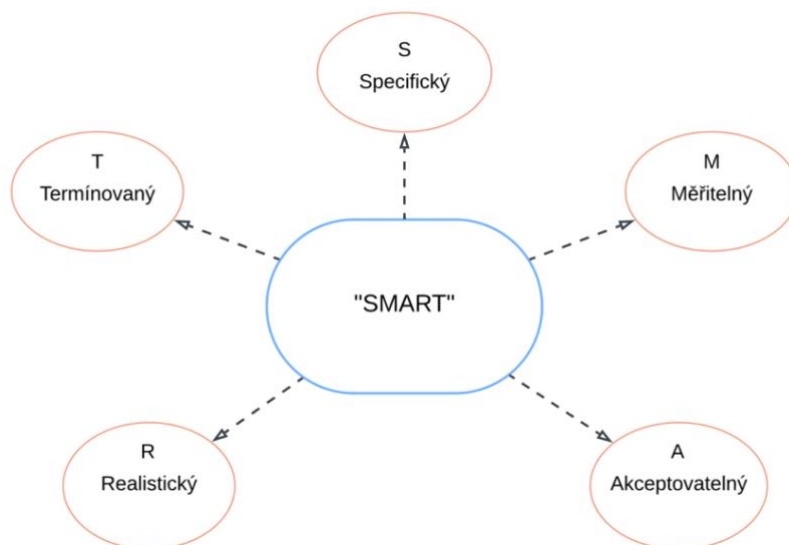 S
Specifický
M
Měřitelný
A
Akceptovatelný
R
Realistický
T
Termínovaný
"SMART"